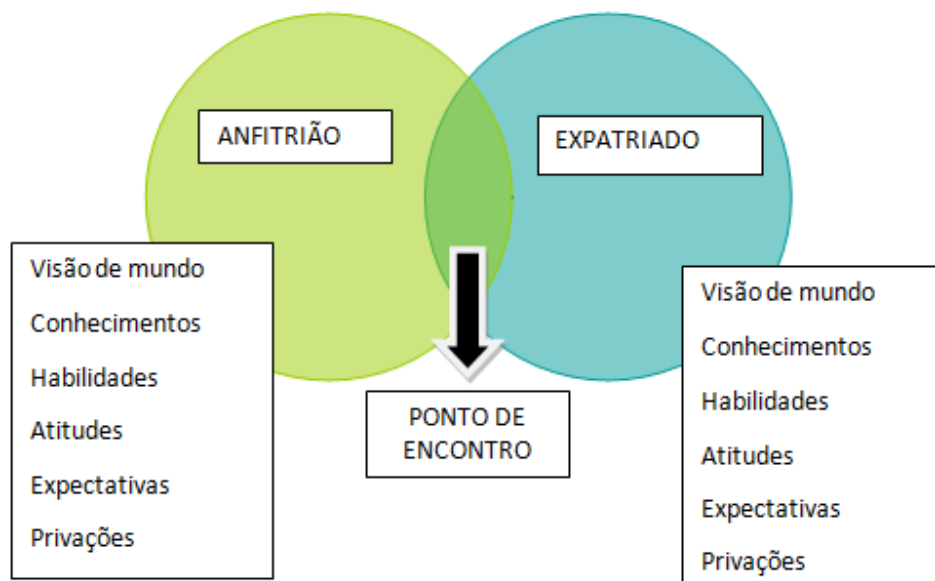 ANFITRIÃO
EXPATRIADO
Visão de mundo
Conhecimentos
Habilidades
Atitudes
Expectativas
Privações
PONTO DE
ENCONTRO
Visão de mundo
Conhecimentos
Habilidades
Atitudes
Expectativas
Privações